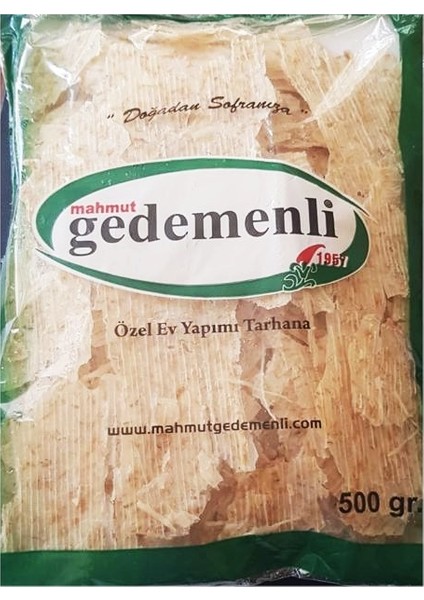 “ Doğadan Sofranıza ”
mahmut
gedemenli
1957
Özel Ev Yapımı Tarhana
www.mahmutgedemenli.com
500 gr.